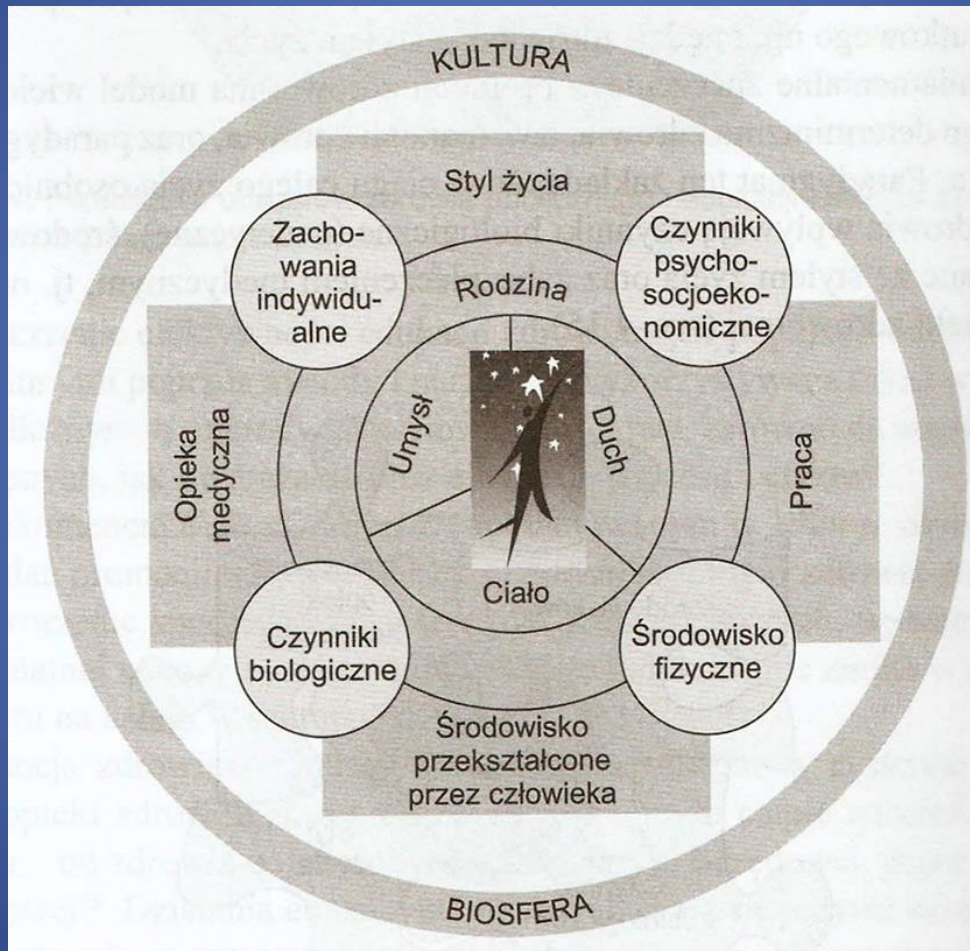 KULTURA
Styl życia
Zacho-
wania
indywidu-
alne
Czynniki
psycho-
socjoeko-
nomiczne
Rodzina
Umysł
Duch
Ciało
Opieka
medyczna
Praca
Czynniki
biologiczne
Środowisko
fizyczne
Środowisko
przekształcone
przez człowieka
BIOSFERA